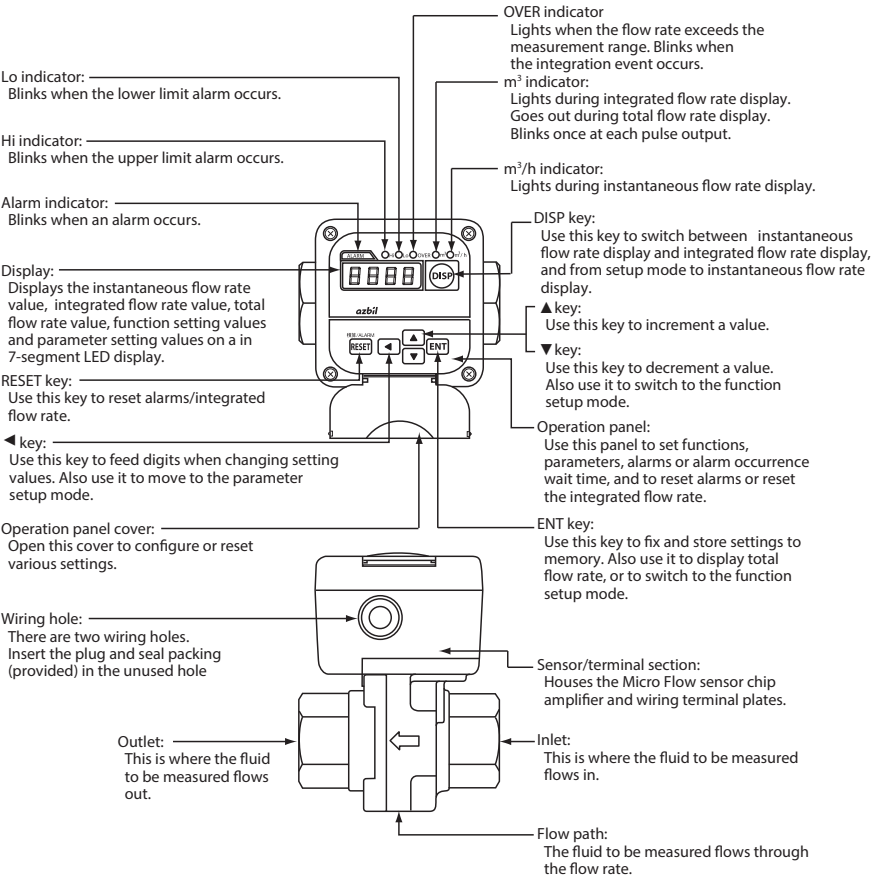 OVER indicator
Lights when the flow rate exceeds the
measurement range. Blinks when
the integration event occurs.
Lo indicator:
Blinks when the lower limit alarm occurs.
m³ indicator:
Lights during integrated flow rate display.
Goes out during total flow rate display.
Blinks once at each pulse output.
Hi indicator:
Blinks when the upper limit alarm occurs.
m³/h indicator:
Lights during instantaneous flow rate display.
Alarm indicator:
Blinks when an alarm occurs.
DISP key:
Use this key to switch between instantaneous
flow rate display and integrated flow rate display,
and from setup mode to instantaneous flow rate
display.
ALARM Hi Lo OVER m³ m³/h
8888 DISP
azbil
Display:
Displays the instantaneous flow rate
value, integrated flow rate value, total
flow rate value, function setting values
and parameter setting values on a in
7-segment LED display.
▲ key:
Use this key to increment a value.
▼ key:
Use this key to decrement a value.
Also use it to switch to the function
setup mode.
/ALARM
RESET ◀ ▲ ▼ ENT
RESET key:
Use this key to reset alarms/integrated
flow rate.
◀ key:
Use this key to feed digits when changing setting
values. Also use it to move to the parameter
setup mode.
Operation panel:
Use this panel to set functions,
parameters, alarms or alarm occurrence
wait time, and to reset alarms or reset
the integrated flow rate.
Operation panel cover:
Open this cover to configure or reset
various settings.
ENT key:
Use this key to fix and store settings to
memory. Also use it to display total
flow rate, or to switch to the function
setup mode.
Wiring hole:
There are two wiring holes.
Insert the plug and seal packing
(provided) in the unused hole
Sensor/terminal section:
Houses the Micro Flow sensor chip
amplifier and wiring terminal plates.
Outlet:
This is where the fluid
to be measured flows
out.
Inlet:
This is where the fluid to be measured
flows in.
Flow path:
The fluid to be measured flows through
the flow rate.